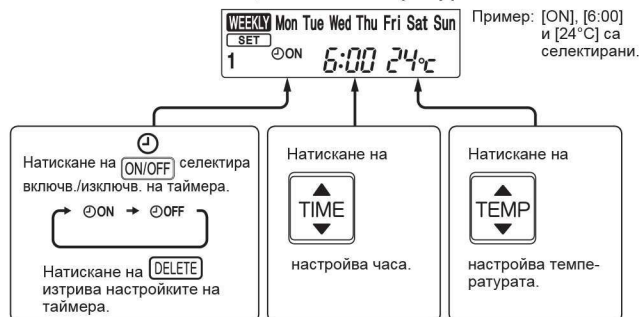 WEEKLY Mon Tue Wed Thu Fri Sat Sun
SET
1 ON 6:00 24°c
Пример: [ON], [6:00]
и [24°C] са
селектирани.
Натискане на ON/OFF селектира
включв./изключв. на таймера.
ON → OFF
Натискане на DELETE
изтрива настройките на
таймера.
Натискане на
TIME
настройва часа.
Натискане на
TEMP
настройва темпе-
ратурата.